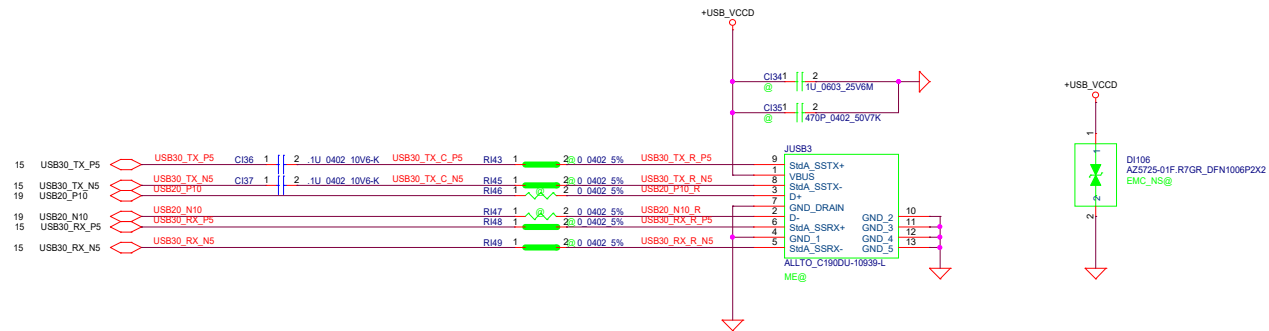 +USB_VCCD
CI34 1 2
@ 1U_0603_25V6M
CI35 1 2
@ 470P_0402_50V7K
+USB_VCCD
1
1
DI106
AZ5725-01F.R7GR_DFN1006P2X2
EMC_NS@
2
2
JUSB3
15 USB30_TX_P5 USB30_TX_P5 CI36 1 2 .1U_0402_10V6-K USB30_TX_C_P5 RI43 1 2 @ 0_0402_5% USB30_TX_R_P5 9 StdA_SSTX+
1 VBUS
15 USB30_TX_N5 USB30_TX_N5 CI37 1 2 .1U_0402_10V6-K USB30_TX_C_N5 RI45 1 2 @ 0_0402_5% USB30_TX_R_N5 8 StdA_SSTX-
19 USB20_P10 USB20_P10 RI46 1 @ 2 0_0402_5% USB20_P10_R 3 D+
7 GND_DRAIN
19 USB20_N10 USB20_N10 RI47 1 @ 2 0_0402_5% USB20_N10_R 2 D- GND_2 10
15 USB30_RX_P5 USB30_RX_P5 RI48 1 2 @ 0_0402_5% USB30_RX_R_P5 6 StdA_SSRX+ GND_3 11
4 GND_1 GND_4 12
15 USB30_RX_N5 USB30_RX_N5 RI49 1 2 @ 0_0402_5% USB30_RX_R_N5 5 StdA_SSRX- GND_5 13
ALLTO_C190DU-10939-L
ME@